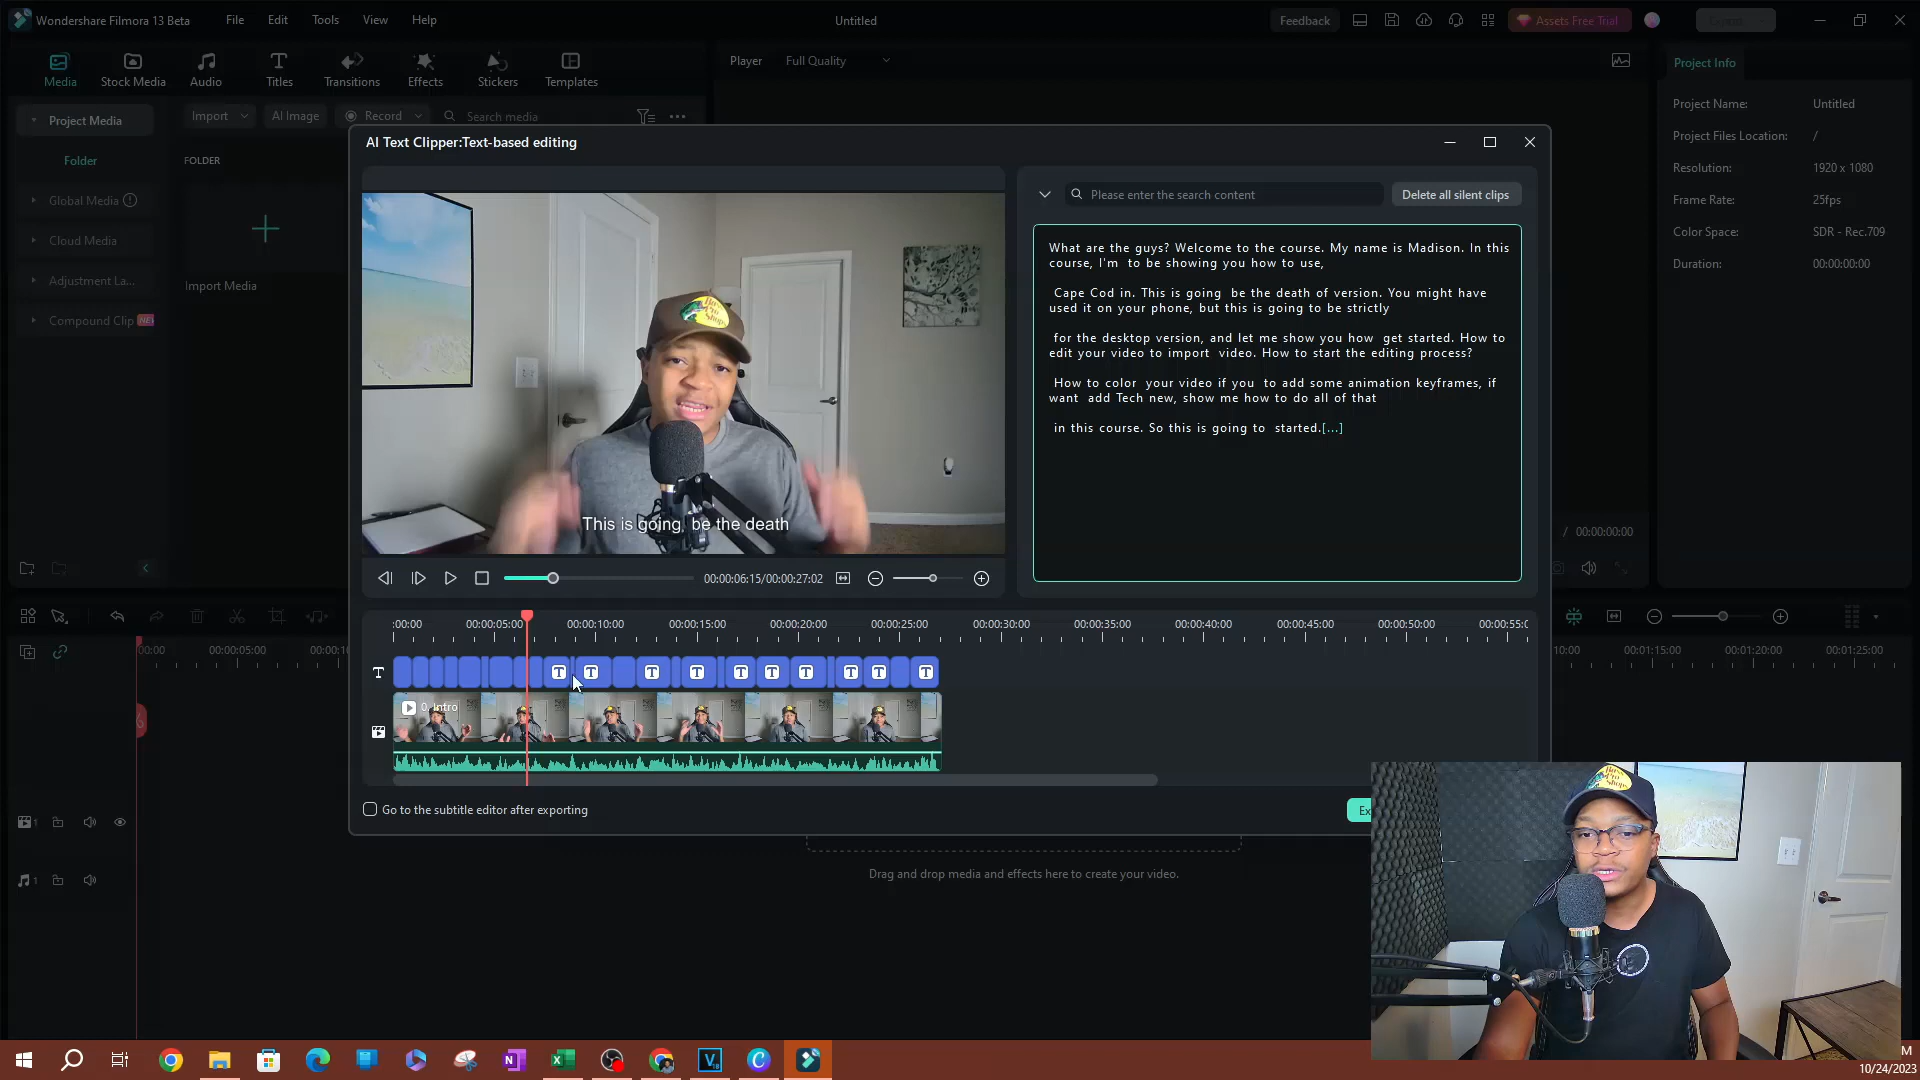 Wondershare Filmora 13 Beta
File
Edit
Tools
View
Help
Untitled
Feedback
Assets Free Trial
Export
Media
Stock Media
Audio
Titles
Transitions
Effects
Stickers
Templates
Player
Full Quality
Project Info
Project Media
Import
AI Image
Record
Search media
Folder
FOLDER
Global Media
Cloud Media
Adjustment La...
Compound Clip
Import Media
Project Name:
Untitled
Project Files Location:
/
Resolution:
1920 x 1080
Frame Rate:
25fps
Color Space:
SDR - Rec.709
Duration:
00:00:00:00
AI Text Clipper:Text-based editing
Please enter the search content
Delete all silent clips
What are the guys? Welcome to the course. My name is Madison. In this
course, I'm to be showing you how to use,
Cape Cod in. This is going be the death of version. You might have
used it on your phone, but this is going to be strictly
for the desktop version, and let me show you how get started. How to
edit your video to import video. How to start the editing process?
How to color your video if you to add some animation keyframes, if
want add Tech new, show me how to do all of that
in this course. So this is going to started.[...]
Bass Pro Shops
This is going, be the death
00:00:06:15/00:00:27:02
/ 00:00:00:00
:00:00
00:00:05:00
00:00:10:00
00:00:15:00
00:00:20:00
00:00:25:00
00:00:30:00
00:00:35:00
00:00:40:00
00:00:45:00
00:00:50:00
00:00:55:0
00:00
00:00:05:00
00:00:1
10:00
00:01:15:00
00:01:20:00
00:01:25:00
0. Intro
Go to the subtitle editor after exporting
Ex
1
1
Drag and drop media and effects here to create your video.
M
10/24/2023